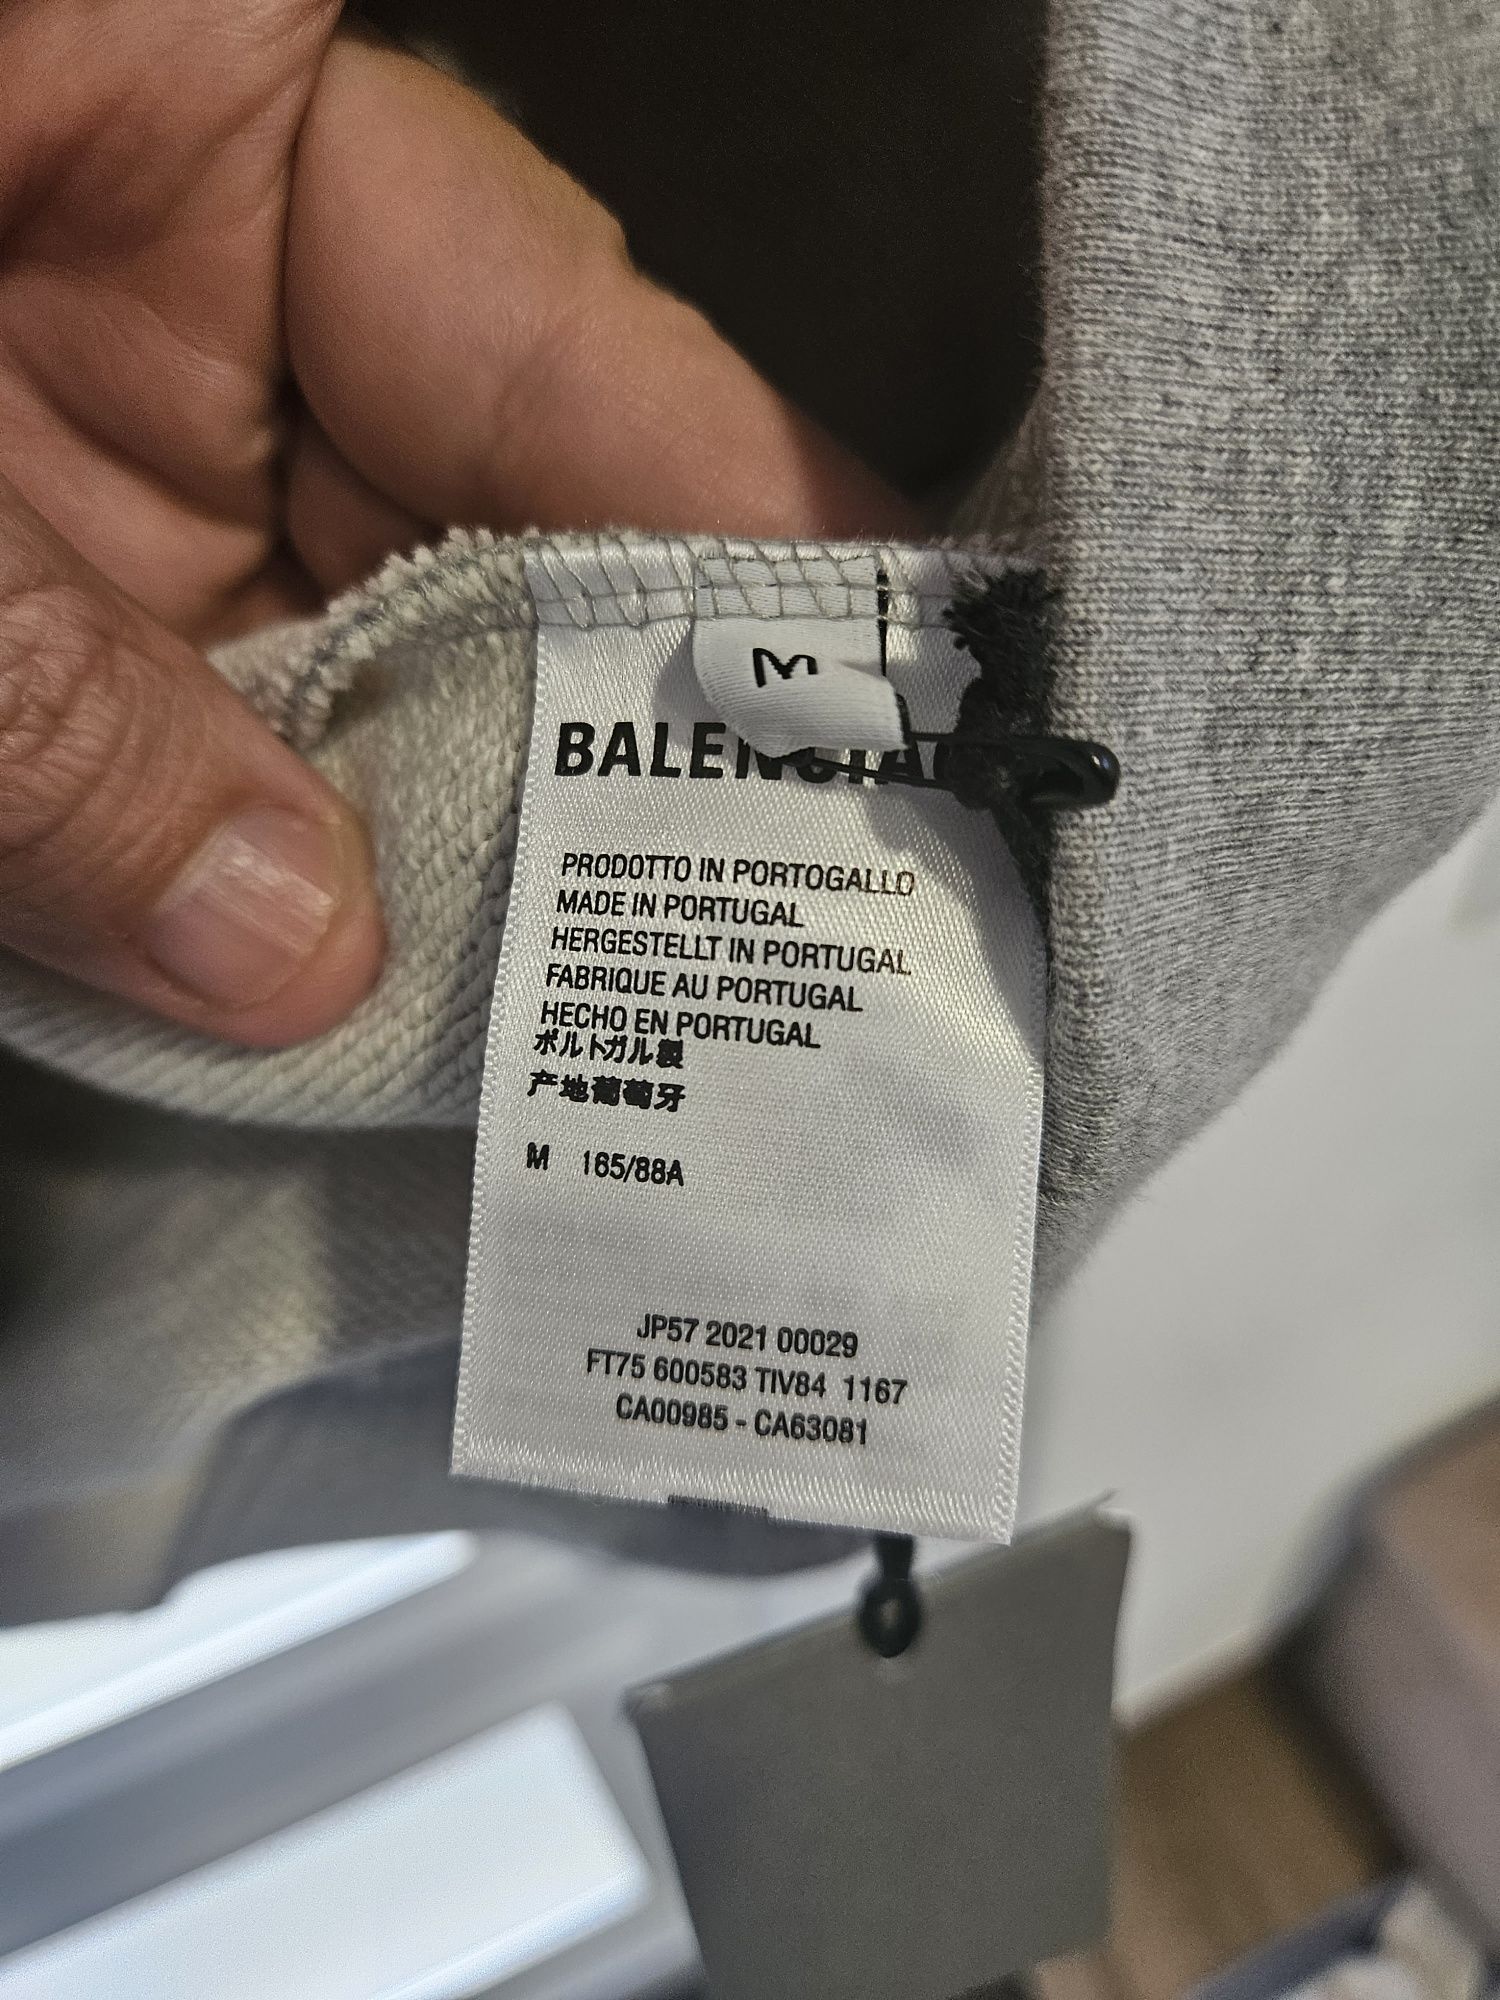 M
BALENCIAG
PRODOTTO IN PORTOGALLO
MADE IN PORTUGAL
HERGESTELLT IN PORTUGAL
FABRIQUE AU PORTUGAL
HECHO EN PORTUGAL
ポルトガル製
产地葡萄牙
M 165/88A
JP57 2021 00029
FT75 600583 TIV84 1167
CA00985 - CA63081